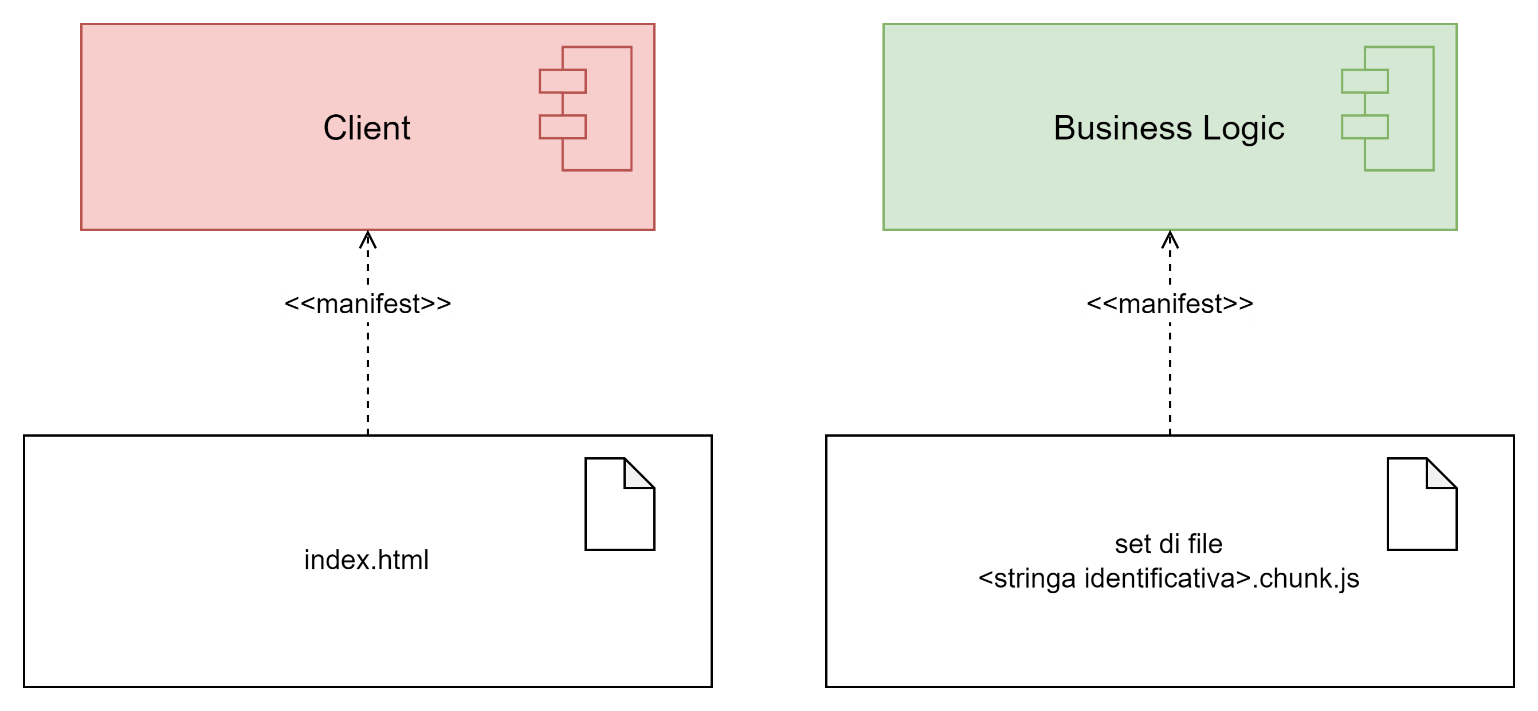 Client
Business Logic
<<manifest>>
<<manifest>>
index.html
set di file
<stringa identificativa>.chunk.js